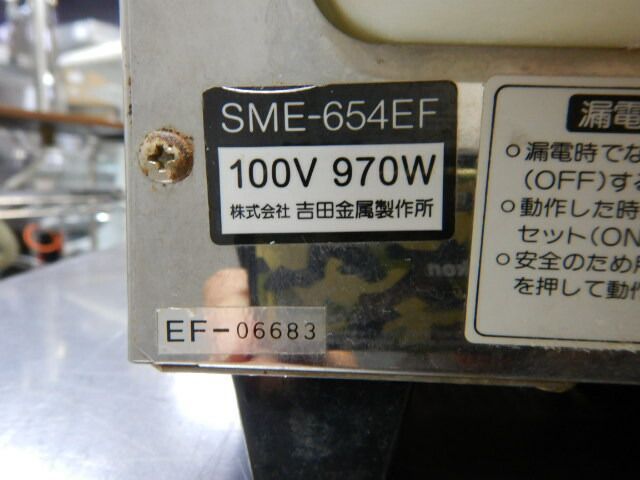 SME-654EF
100V 970W
株式会社 吉田金属製作所
EF-06683
漏電
○漏電時でな
(OFF)する
○動作した時
セット(ON
○安全のため
を押して動作